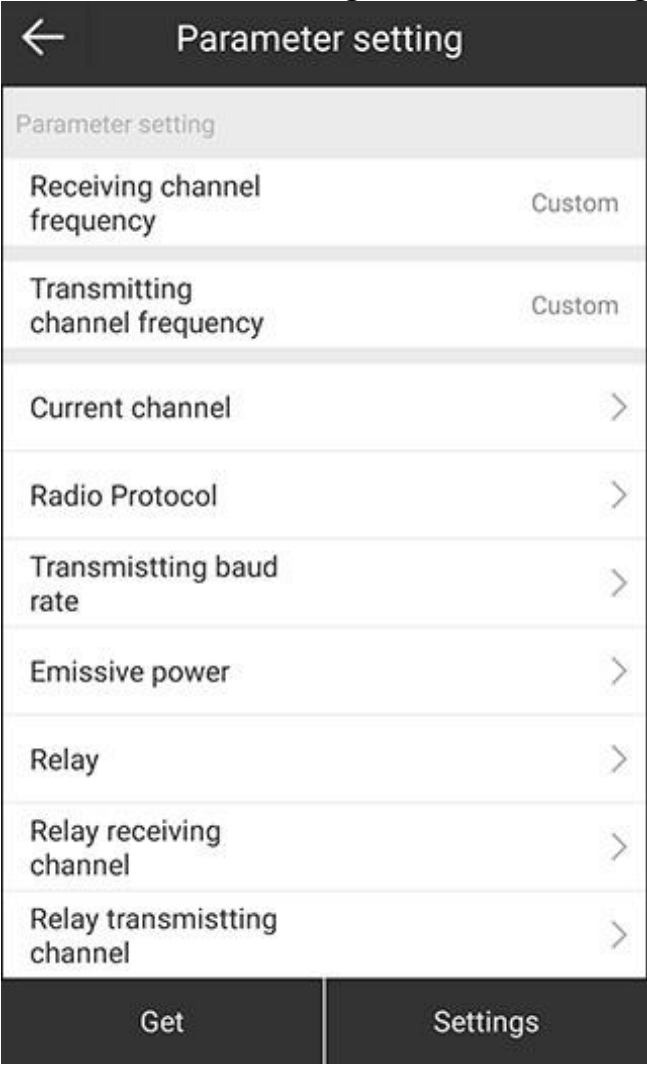 Parameter setting
Parameter setting
Receiving channel
frequency
Custom
Transmitting
channel frequency
Custom
Current channel
Radio Protocol
Transmistting baud
rate
Emissive power
Relay
Relay receiving
channel
Relay transmistting
channel
Get
Settings